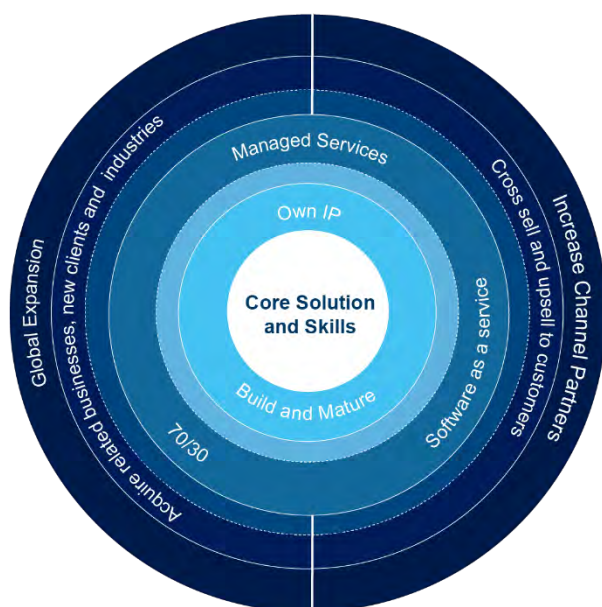 Core Solution
and Skills
Own IP
Build and Mature
Managed Services
Software as a service
70/30
Acquire related businesses, new clients and industries
Cross sell and upsell to customers
Global Expansion
Increase Channel Partners